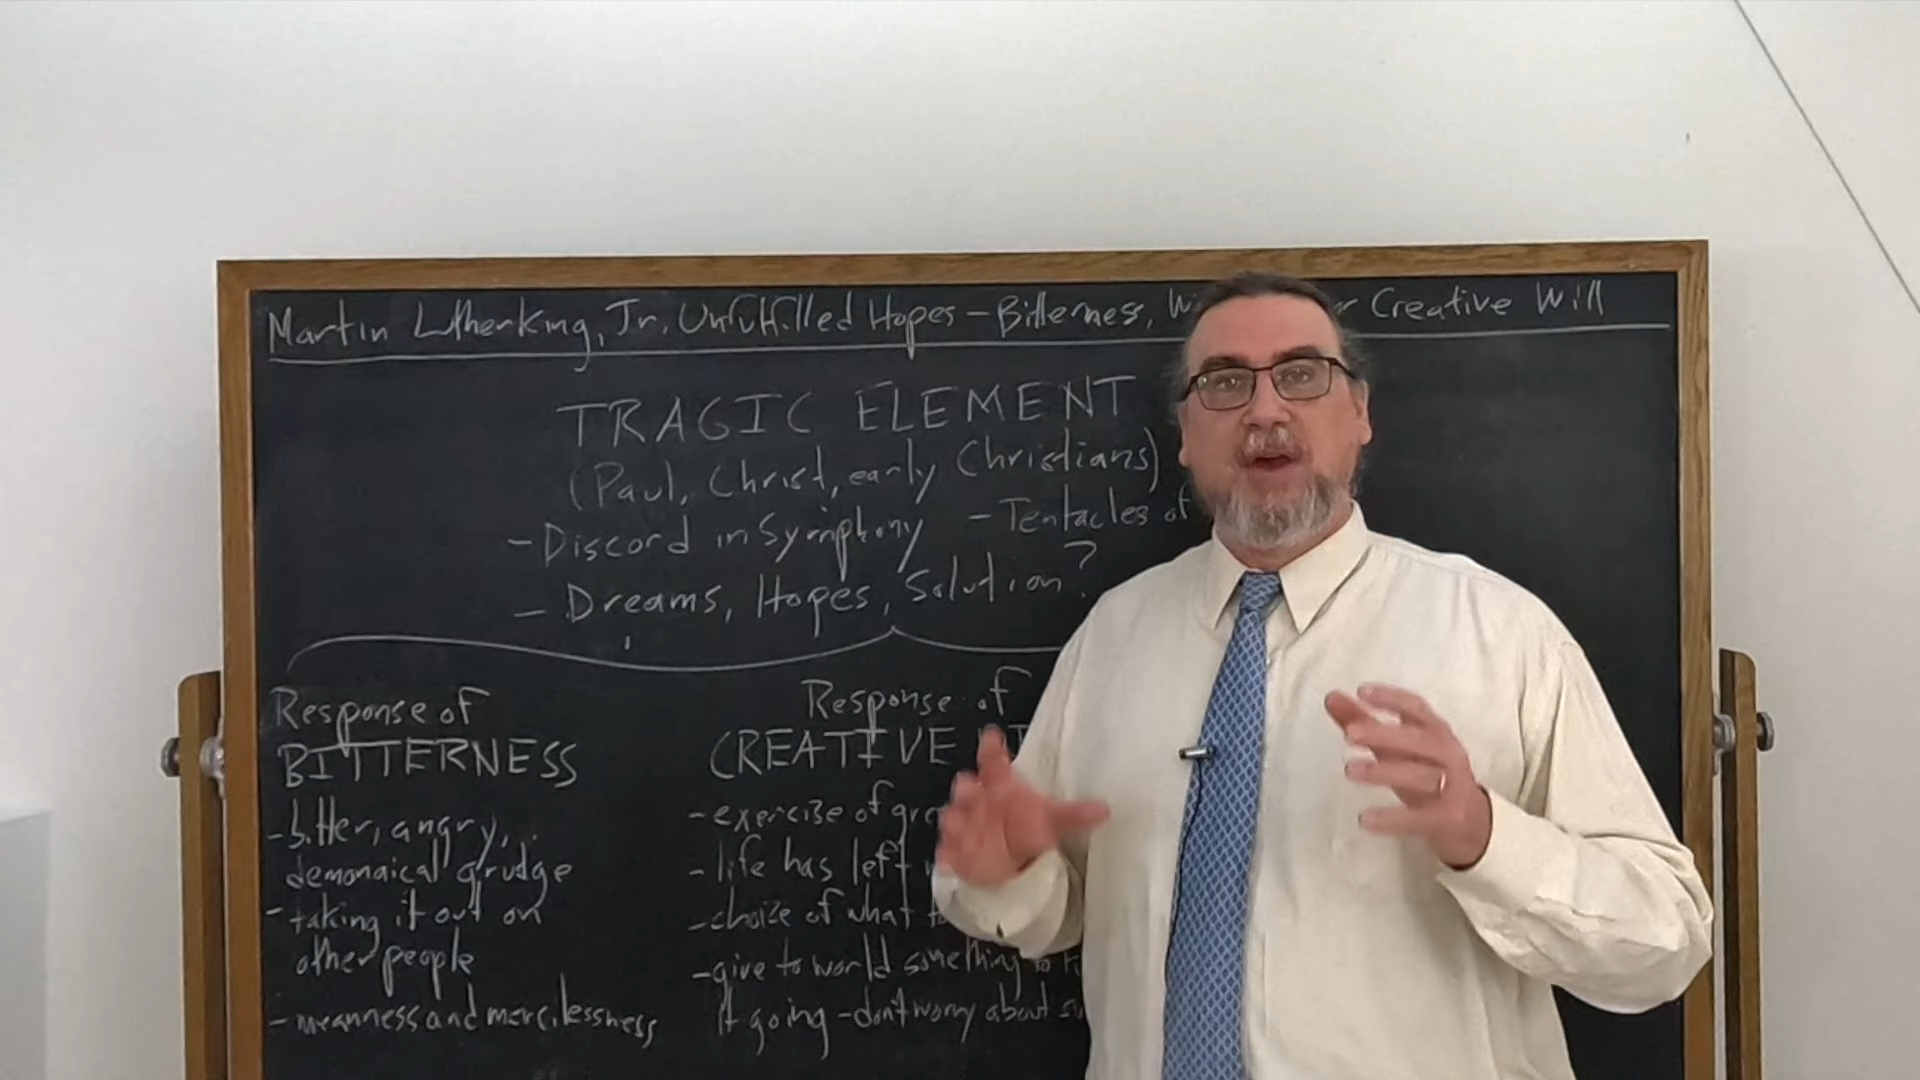 Martin Luther King, Jr. Unfulfilled Hopes - Bitterness, Creative Will
TRAGIC ELEMENT
(Paul, Christ, early Christians)
- Discord in Symphony - Tentacles of
- Dreams, Hopes, Solution?
Response of
BITTERNESS
- bitter, angry,
demonaical grudge
- taking it out on
other people
- meanness and mercilessness
Response of
CREATIVE
- exercise of
- life has left
- choice of what
- give to world something to
it going - don't worry about